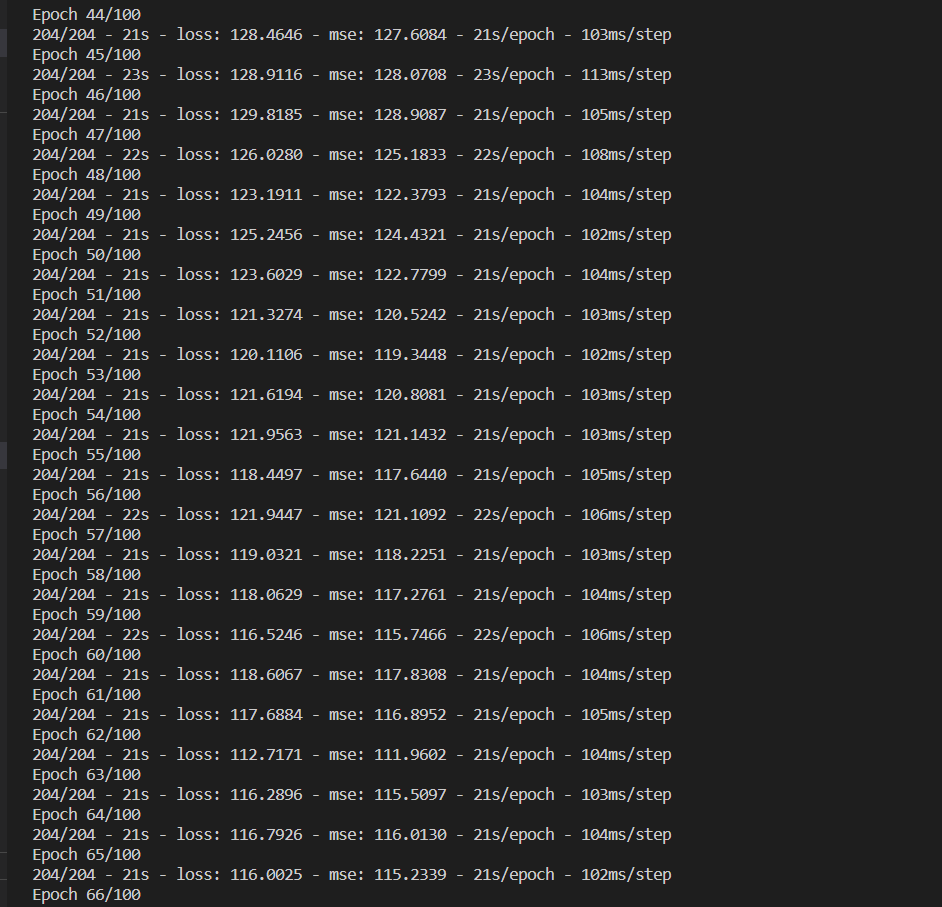 Epoch 44/100
204/204 - 21s - loss: 128.4646 - mse: 127.6084 - 21s/epoch - 103ms/step
Epoch 45/100
204/204 - 23s - loss: 128.9116 - mse: 128.0708 - 23s/epoch - 113ms/step
Epoch 46/100
204/204 - 21s - loss: 129.8185 - mse: 128.9087 - 21s/epoch - 105ms/step
Epoch 47/100
204/204 - 22s - loss: 126.0280 - mse: 125.1833 - 22s/epoch - 108ms/step
Epoch 48/100
204/204 - 21s - loss: 123.1911 - mse: 122.3793 - 21s/epoch - 104ms/step
Epoch 49/100
204/204 - 21s - loss: 125.2456 - mse: 124.4321 - 21s/epoch - 102ms/step
Epoch 50/100
204/204 - 21s - loss: 123.6029 - mse: 122.7799 - 21s/epoch - 104ms/step
Epoch 51/100
204/204 - 21s - loss: 121.3274 - mse: 120.5242 - 21s/epoch - 103ms/step
Epoch 52/100
204/204 - 21s - loss: 120.1106 - mse: 119.3448 - 21s/epoch - 102ms/step
Epoch 53/100
204/204 - 21s - loss: 121.6194 - mse: 120.8081 - 21s/epoch - 103ms/step
Epoch 54/100
204/204 - 21s - loss: 121.9563 - mse: 121.1432 - 21s/epoch - 103ms/step
Epoch 55/100
204/204 - 21s - loss: 118.4497 - mse: 117.6440 - 21s/epoch - 105ms/step
Epoch 56/100
204/204 - 22s - loss: 121.9447 - mse: 121.1092 - 22s/epoch - 106ms/step
Epoch 57/100
204/204 - 21s - loss: 119.0321 - mse: 118.2251 - 21s/epoch - 103ms/step
Epoch 58/100
204/204 - 21s - loss: 118.0629 - mse: 117.2761 - 21s/epoch - 104ms/step
Epoch 59/100
204/204 - 22s - loss: 116.5246 - mse: 115.7466 - 22s/epoch - 106ms/step
Epoch 60/100
204/204 - 21s - loss: 118.6067 - mse: 117.8308 - 21s/epoch - 104ms/step
Epoch 61/100
204/204 - 21s - loss: 117.6884 - mse: 116.8952 - 21s/epoch - 105ms/step
Epoch 62/100
204/204 - 21s - loss: 112.7171 - mse: 111.9602 - 21s/epoch - 104ms/step
Epoch 63/100
204/204 - 21s - loss: 116.2896 - mse: 115.5097 - 21s/epoch - 103ms/step
Epoch 64/100
204/204 - 21s - loss: 116.7926 - mse: 116.0130 - 21s/epoch - 104ms/step
Epoch 65/100
204/204 - 21s - loss: 116.0025 - mse: 115.2339 - 21s/epoch - 102ms/step
Epoch 66/100